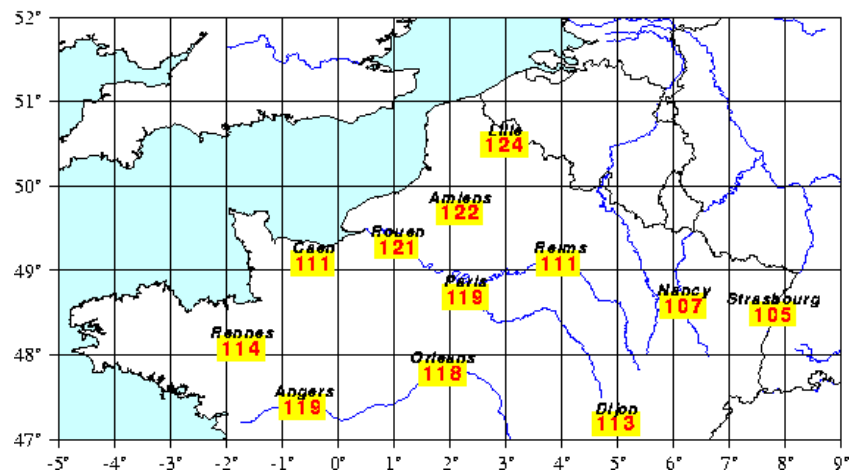 52°
51°
Lille
124
50°
Amiens
122
Rouen
121
Caen
111
Reims
111
49°
Paris
119
Nancy
107
Strasbourg
105
Rennes
114
48°
Orleans
118
Angers
119
Dijon
113
47°
-5° -4° -3° -2° -1° 0° 1° 2° 3° 4° 5° 6° 7° 8° 9°